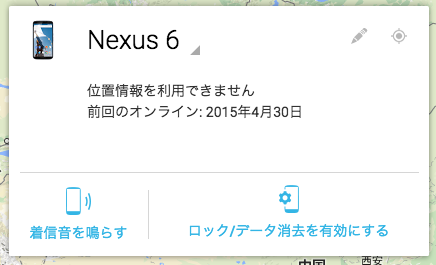 Nexus 6
位置情報を利用できません
前回のオンライン: 2015年4月30日
着信音を鳴らす
ロック/データ消去を有効にする
中国
西安